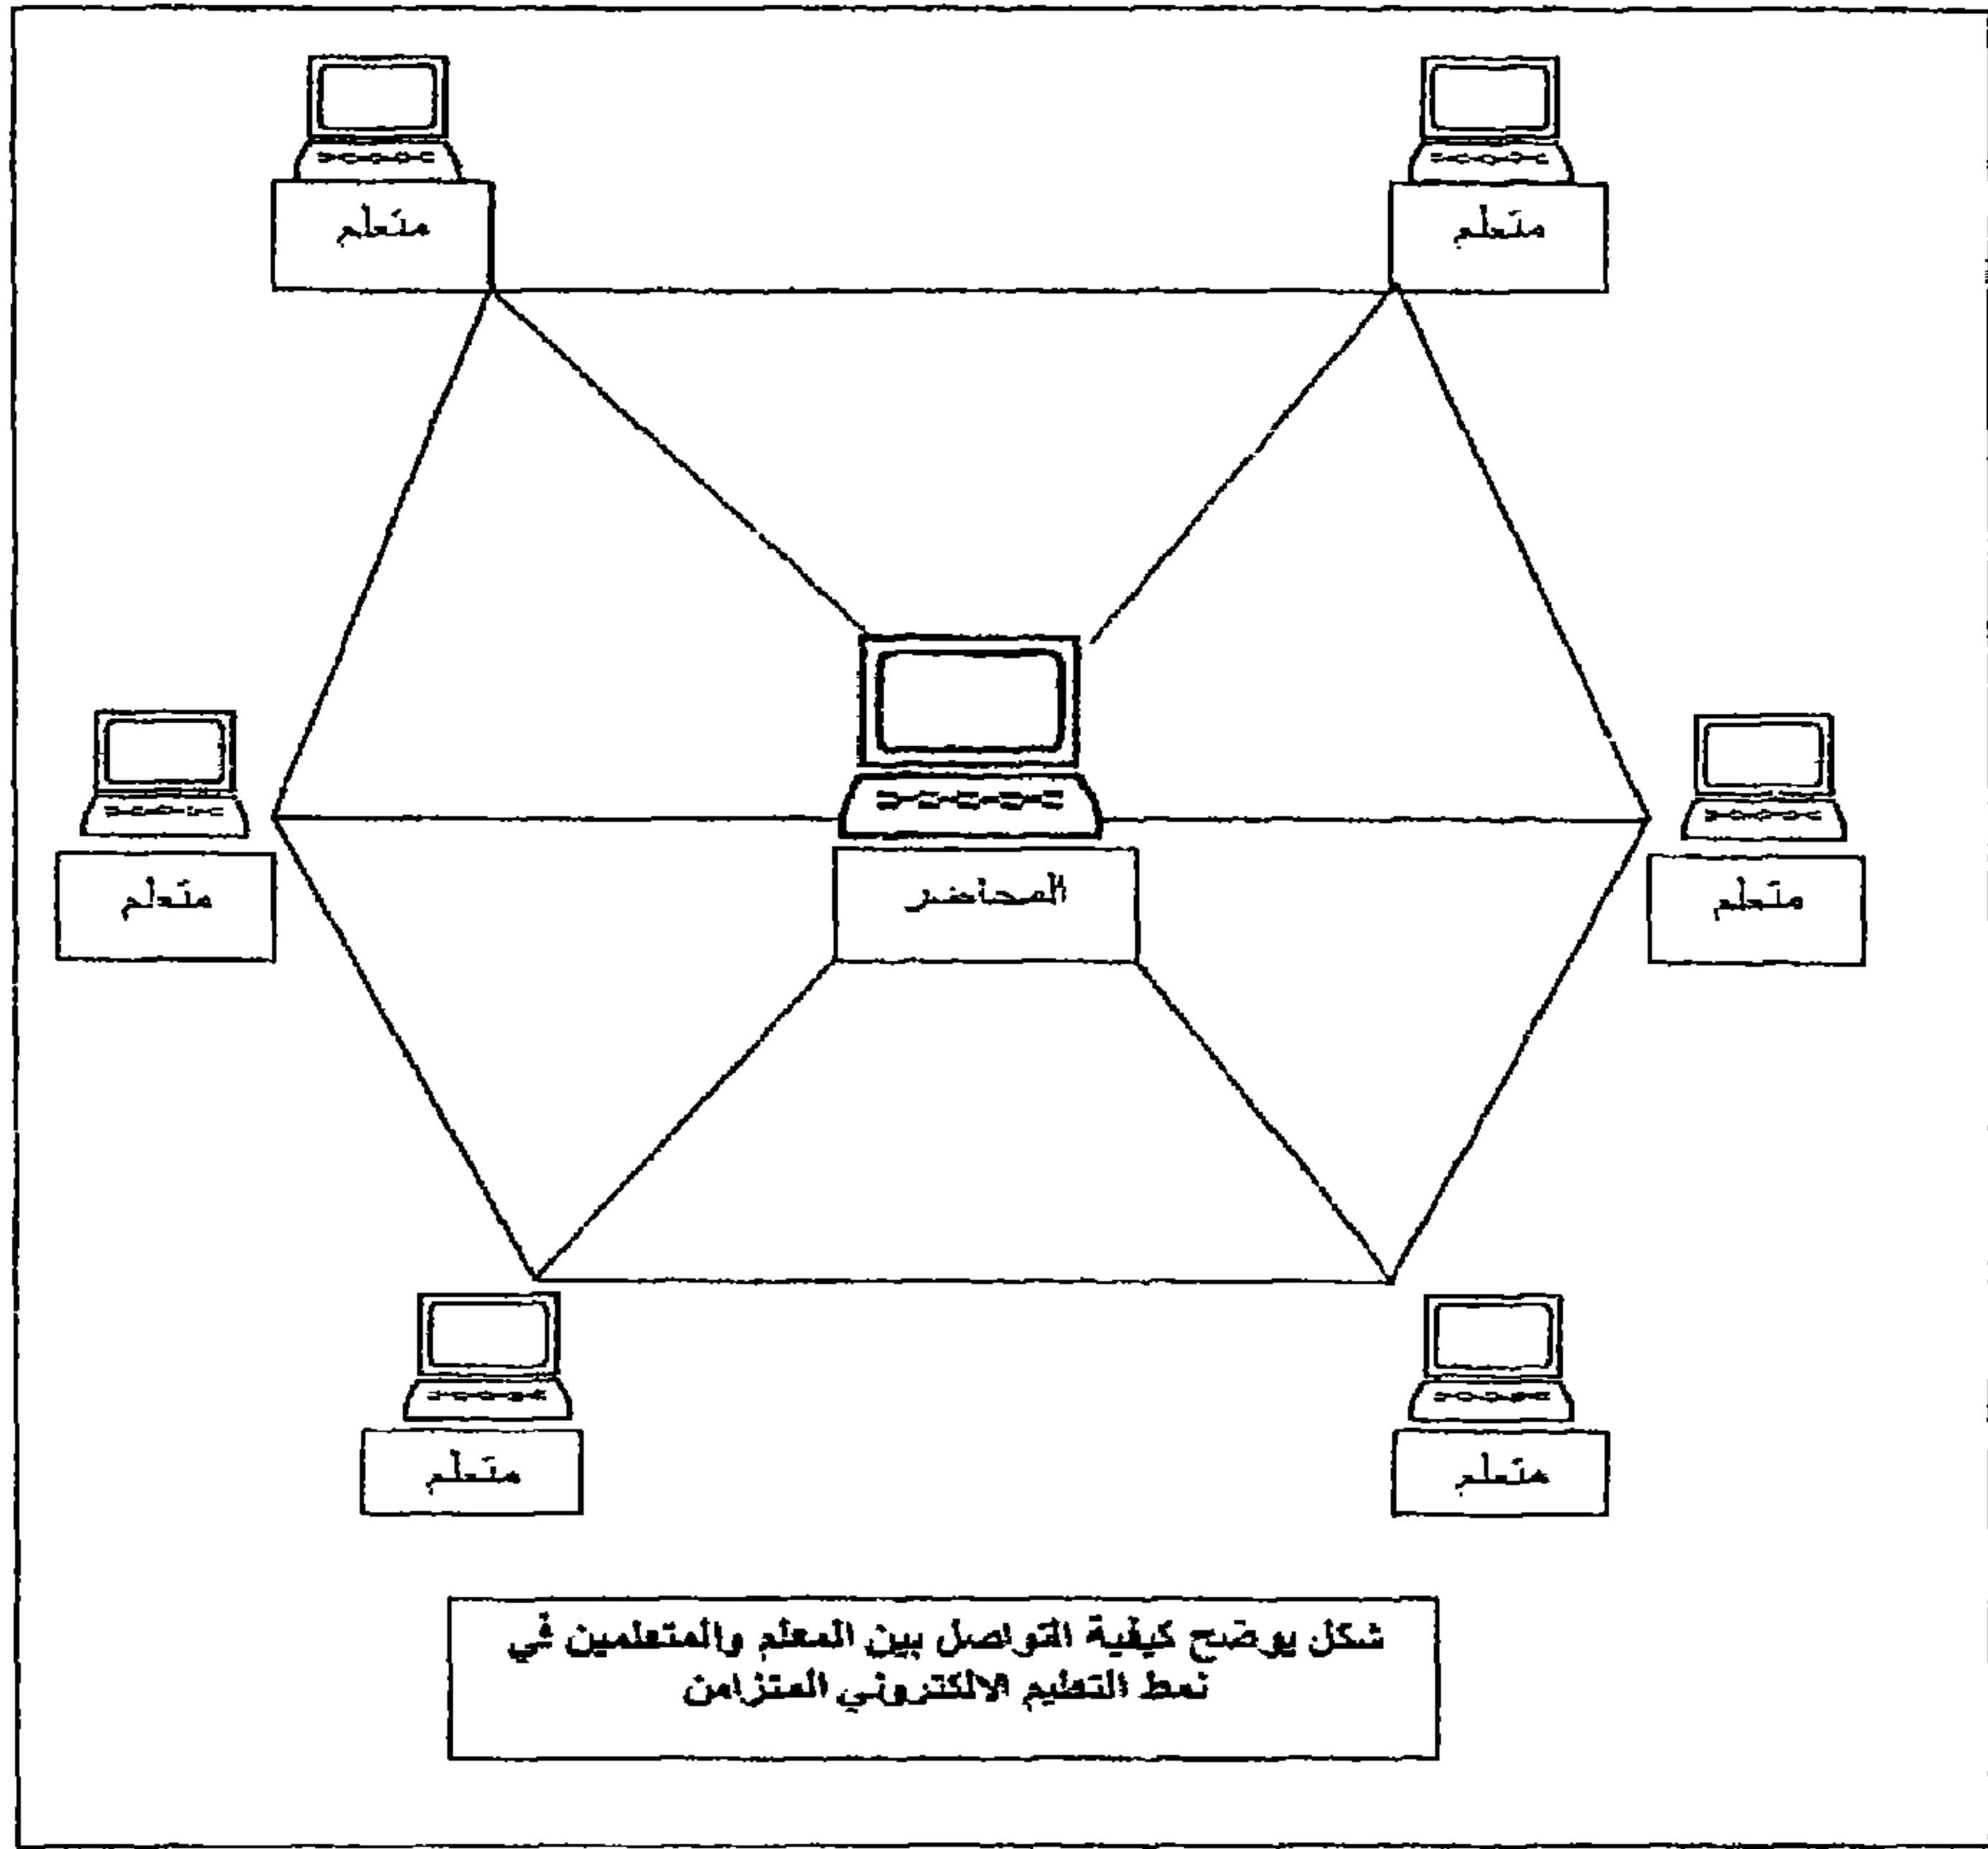 متعلم
متعلم
متعلم
المحاضر
متعلم
متعلم
متعلم
شكل يوضح كيفية التواصل بين المعلم والمتعلمين في
نمط التعليم الالكتروني المتزامن